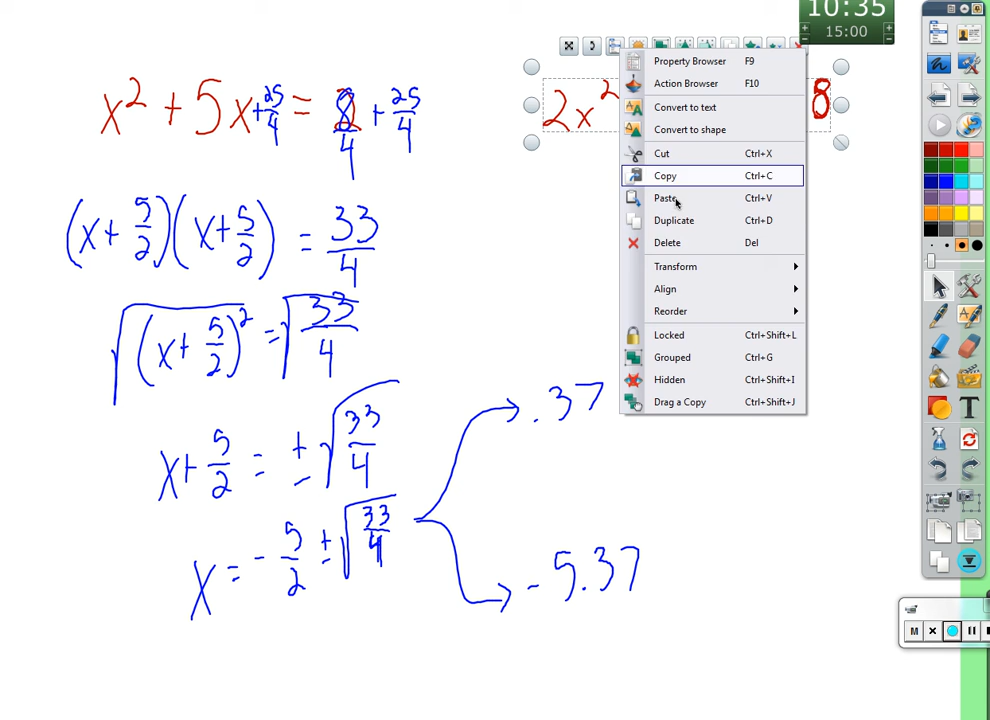 10:35
15:00
x² + 5x + 25/4 = 8/4 + 25/4
2x² 8
Property Browser F9
Action Browser F10
Convert to text
Convert to shape
Cut Ctrl+X
Copy Ctrl+C
Paste Ctrl+V
Duplicate Ctrl+D
Delete Del
Transform
Align
Reorder
Locked Ctrl+Shift+L
Grouped Ctrl+G
Hidden Ctrl+Shift+I
Drag a Copy Ctrl+Shift+J
(x + 5/2)(x + 5/2) = 33/4
√(x + 5/2)² = √33/4
x + 5/2 = ± √33/4
x = - 5/2 ± √33/4
.37
- 5.37
T
M